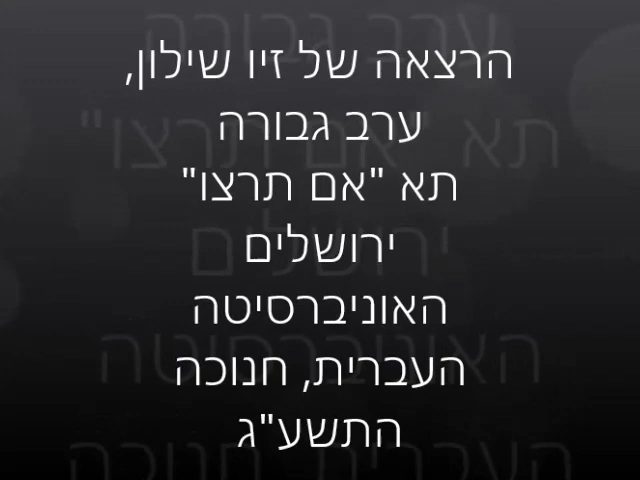 הרצאה של זיו שילון,
ערב גבורה
תא "אם תרצו"
ירושלים
האוניברסיטה
העברית, חנוכה
התשע"ג